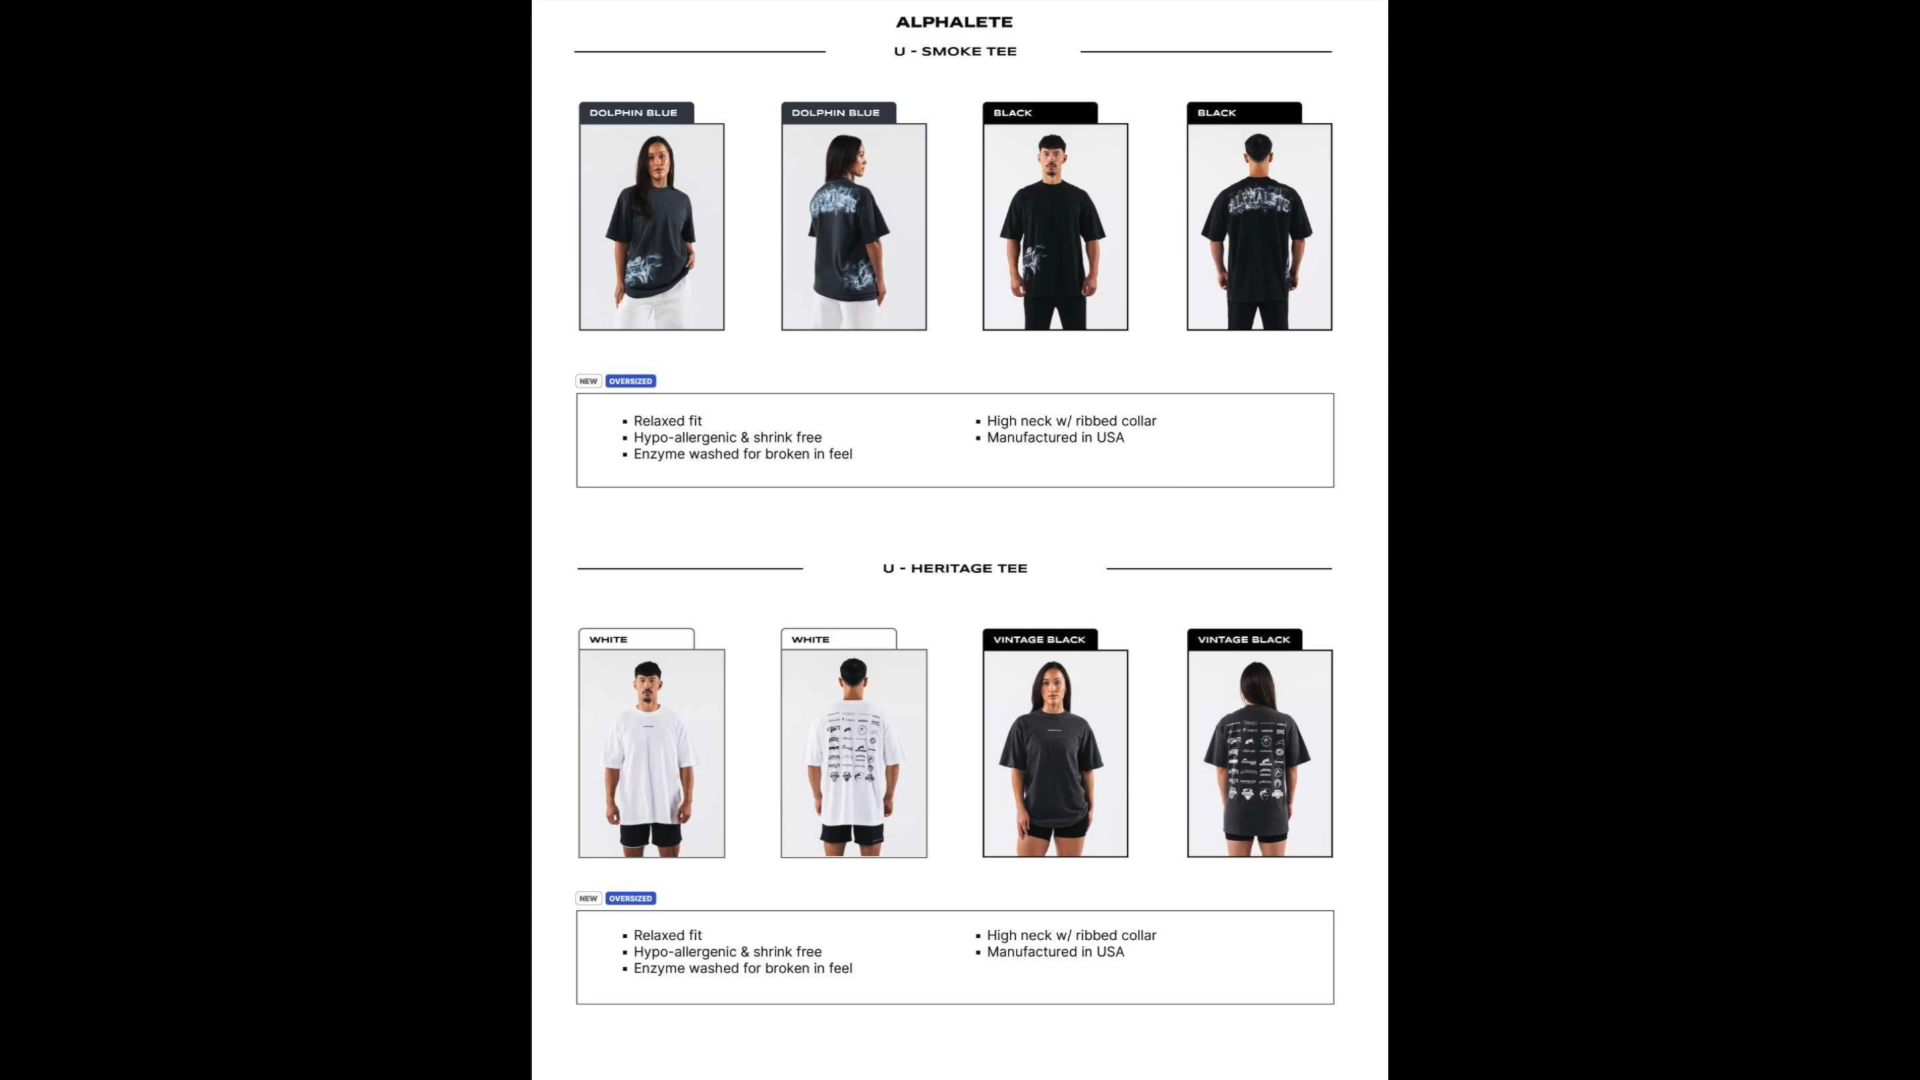 ALPHALETE
U - SMOKE TEE
DOLPHIN BLUE
DOLPHIN BLUE
BLACK
BLACK
ALPHALETE
ALPHALETE
NEW
OVERSIZED
▪ Relaxed fit
▪ Hypo-allergenic & shrink free
▪ Enzyme washed for broken in feel
▪ High neck w/ ribbed collar
▪ Manufactured in USA
U - HERITAGE TEE
WHITE
WHITE
VINTAGE BLACK
VINTAGE BLACK
NEW
OVERSIZED
▪ Relaxed fit
▪ Hypo-allergenic & shrink free
▪ Enzyme washed for broken in feel
▪ High neck w/ ribbed collar
▪ Manufactured in USA